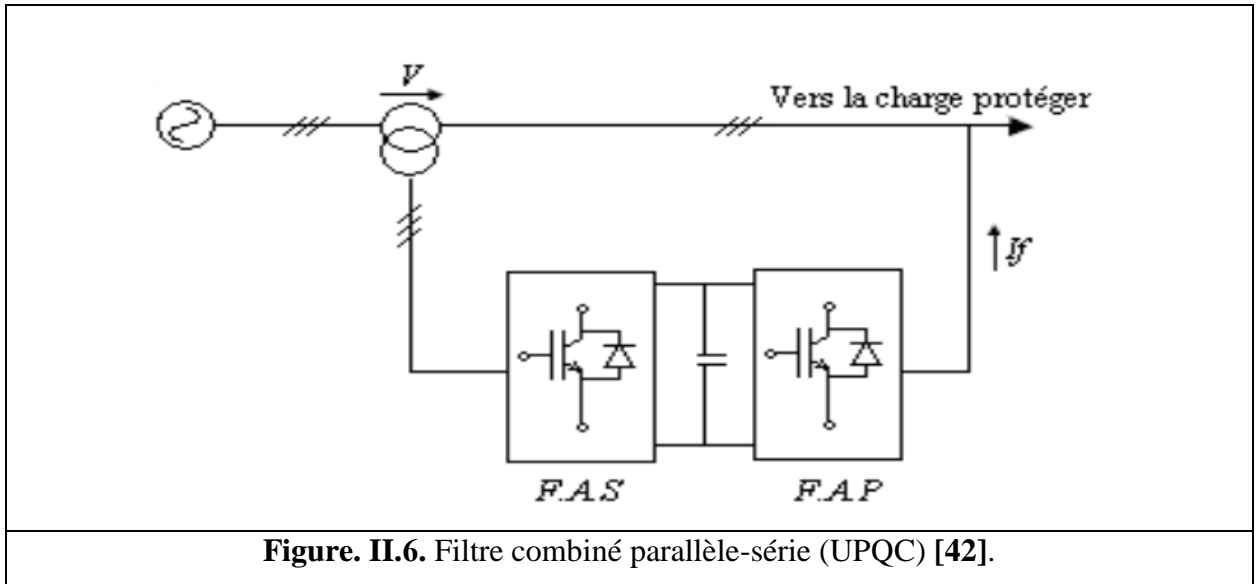 V
Vers la charge protéger
If
F.A.S
F.A.P
Figure. II.6. Filtre combiné parallèle-série (UPQC) [42].